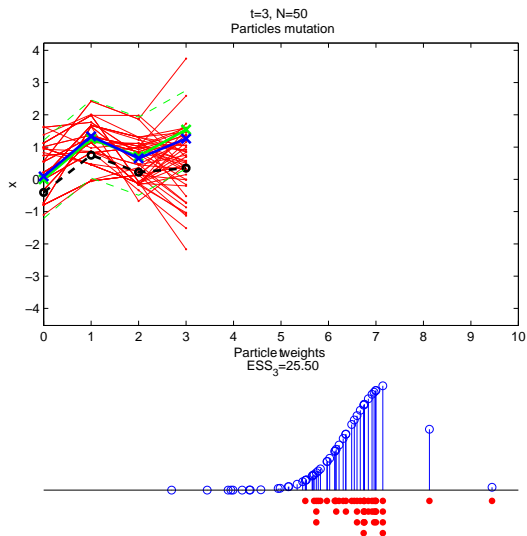 t=3, N=50
Particles mutation
4
3
2
1
0
−1
−2
−3
−4
x
0 1 2 3 4 5 6 7 8 9 10
t
Particle weights
ESS3=25.50